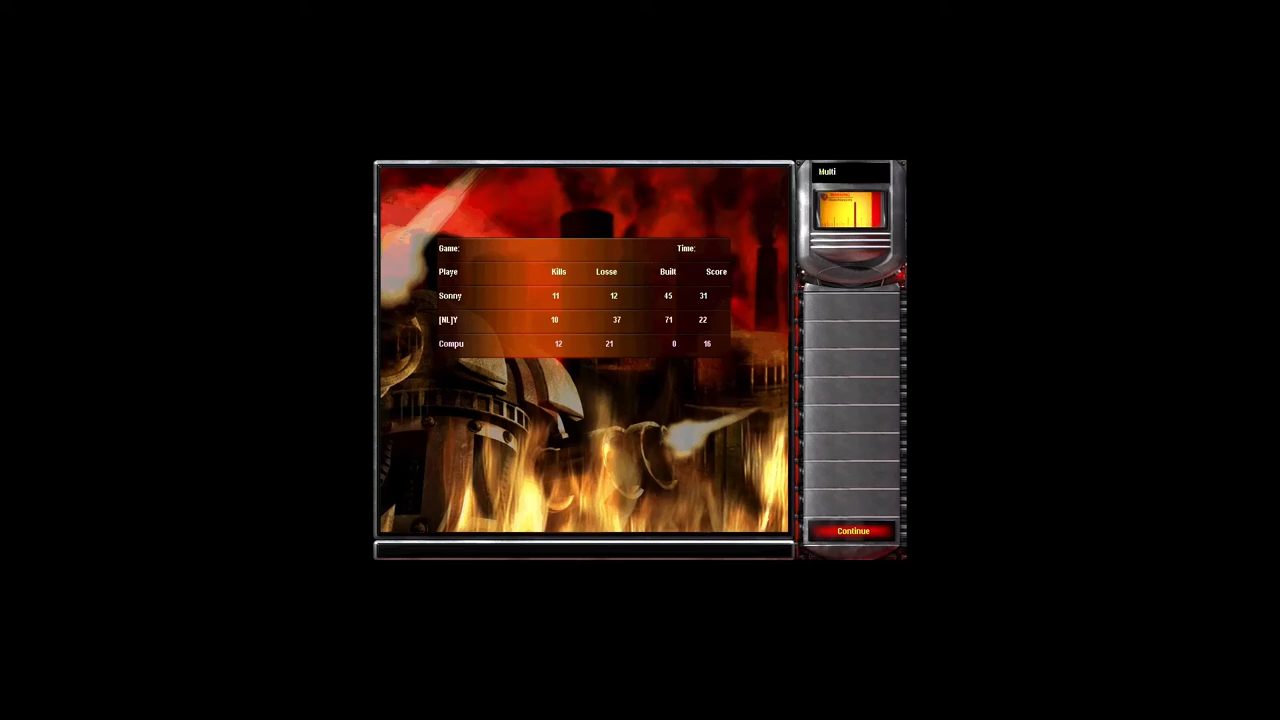 Multi
Game: Time:
Playe Kills Losse Built Score
Sonny 11 12 45 31
[NL]Y 10 37 71 22
Compu 12 21 0 16
Continue